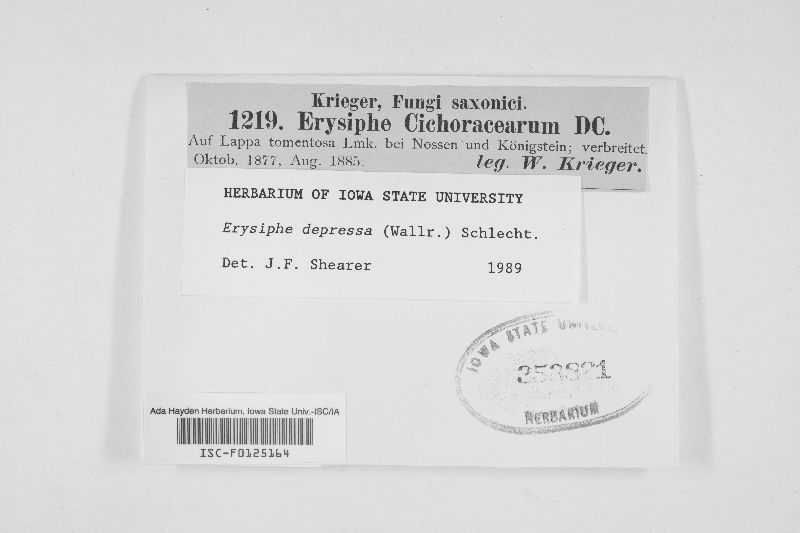 Krieger, Fungi saxonici.
1219. Erysiphe Cichoracearum DC.
Auf Lappa tomentosa Lmk. bei Nossen und Königstein; verbreitet.
Oktob. 1877, Aug. 1885. leg. W. Krieger.
HERBARIUM OF IOWA STATE UNIVERSITY
Erysiphe depressa (Wallr.) Schlecht.
Det. J.F. Shearer 1989
IOWA STATE
HERBARIUM
Ada Hayden Herbarium, Iowa State Univ.-ISC/IA
ISC-F0125164